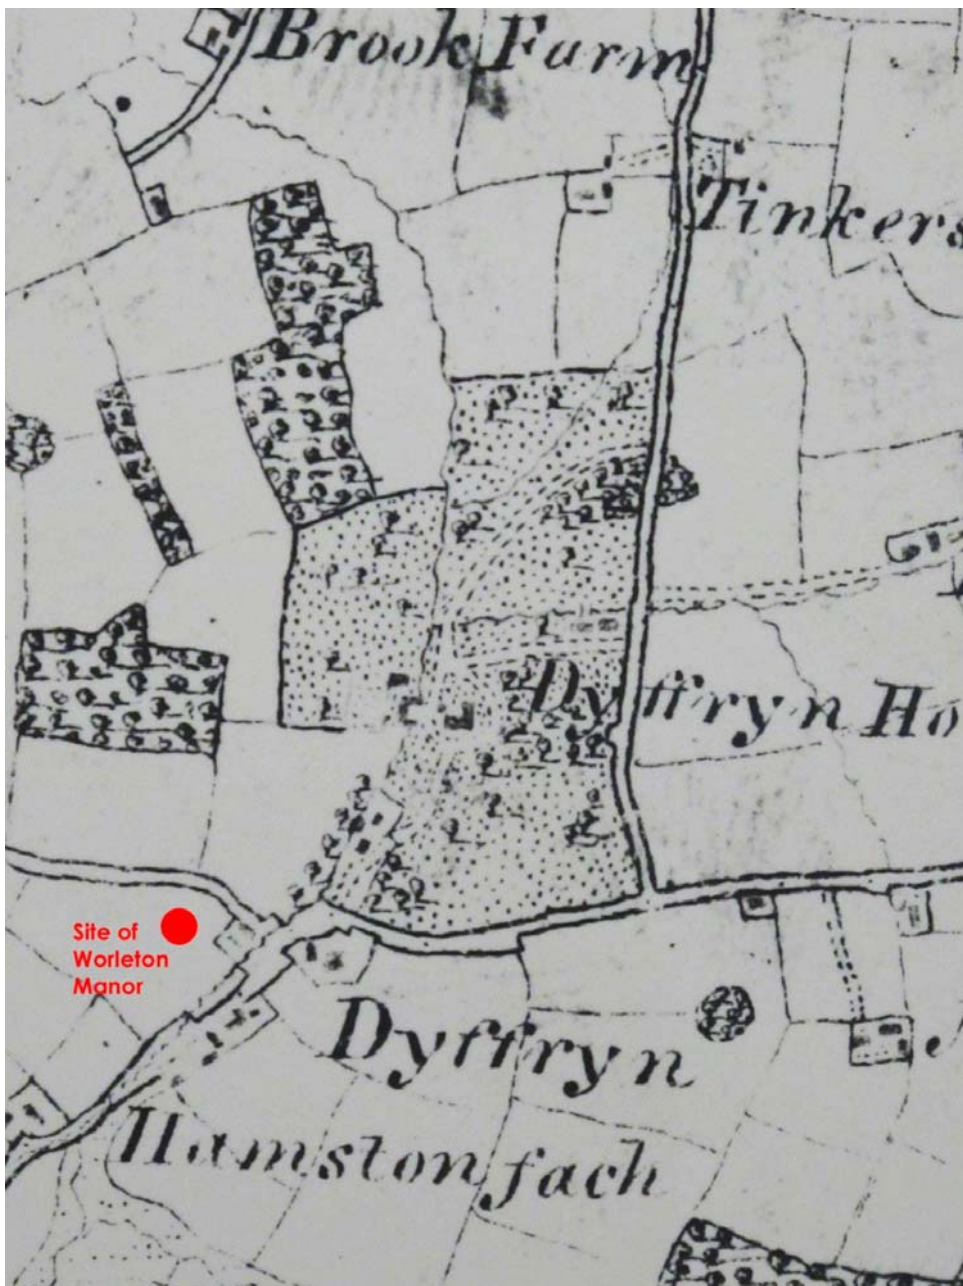 Brook Farm
Tinkers
Dyffryn Ho
Site of
Worleton
Manor
Dyffryn
Hamston fach